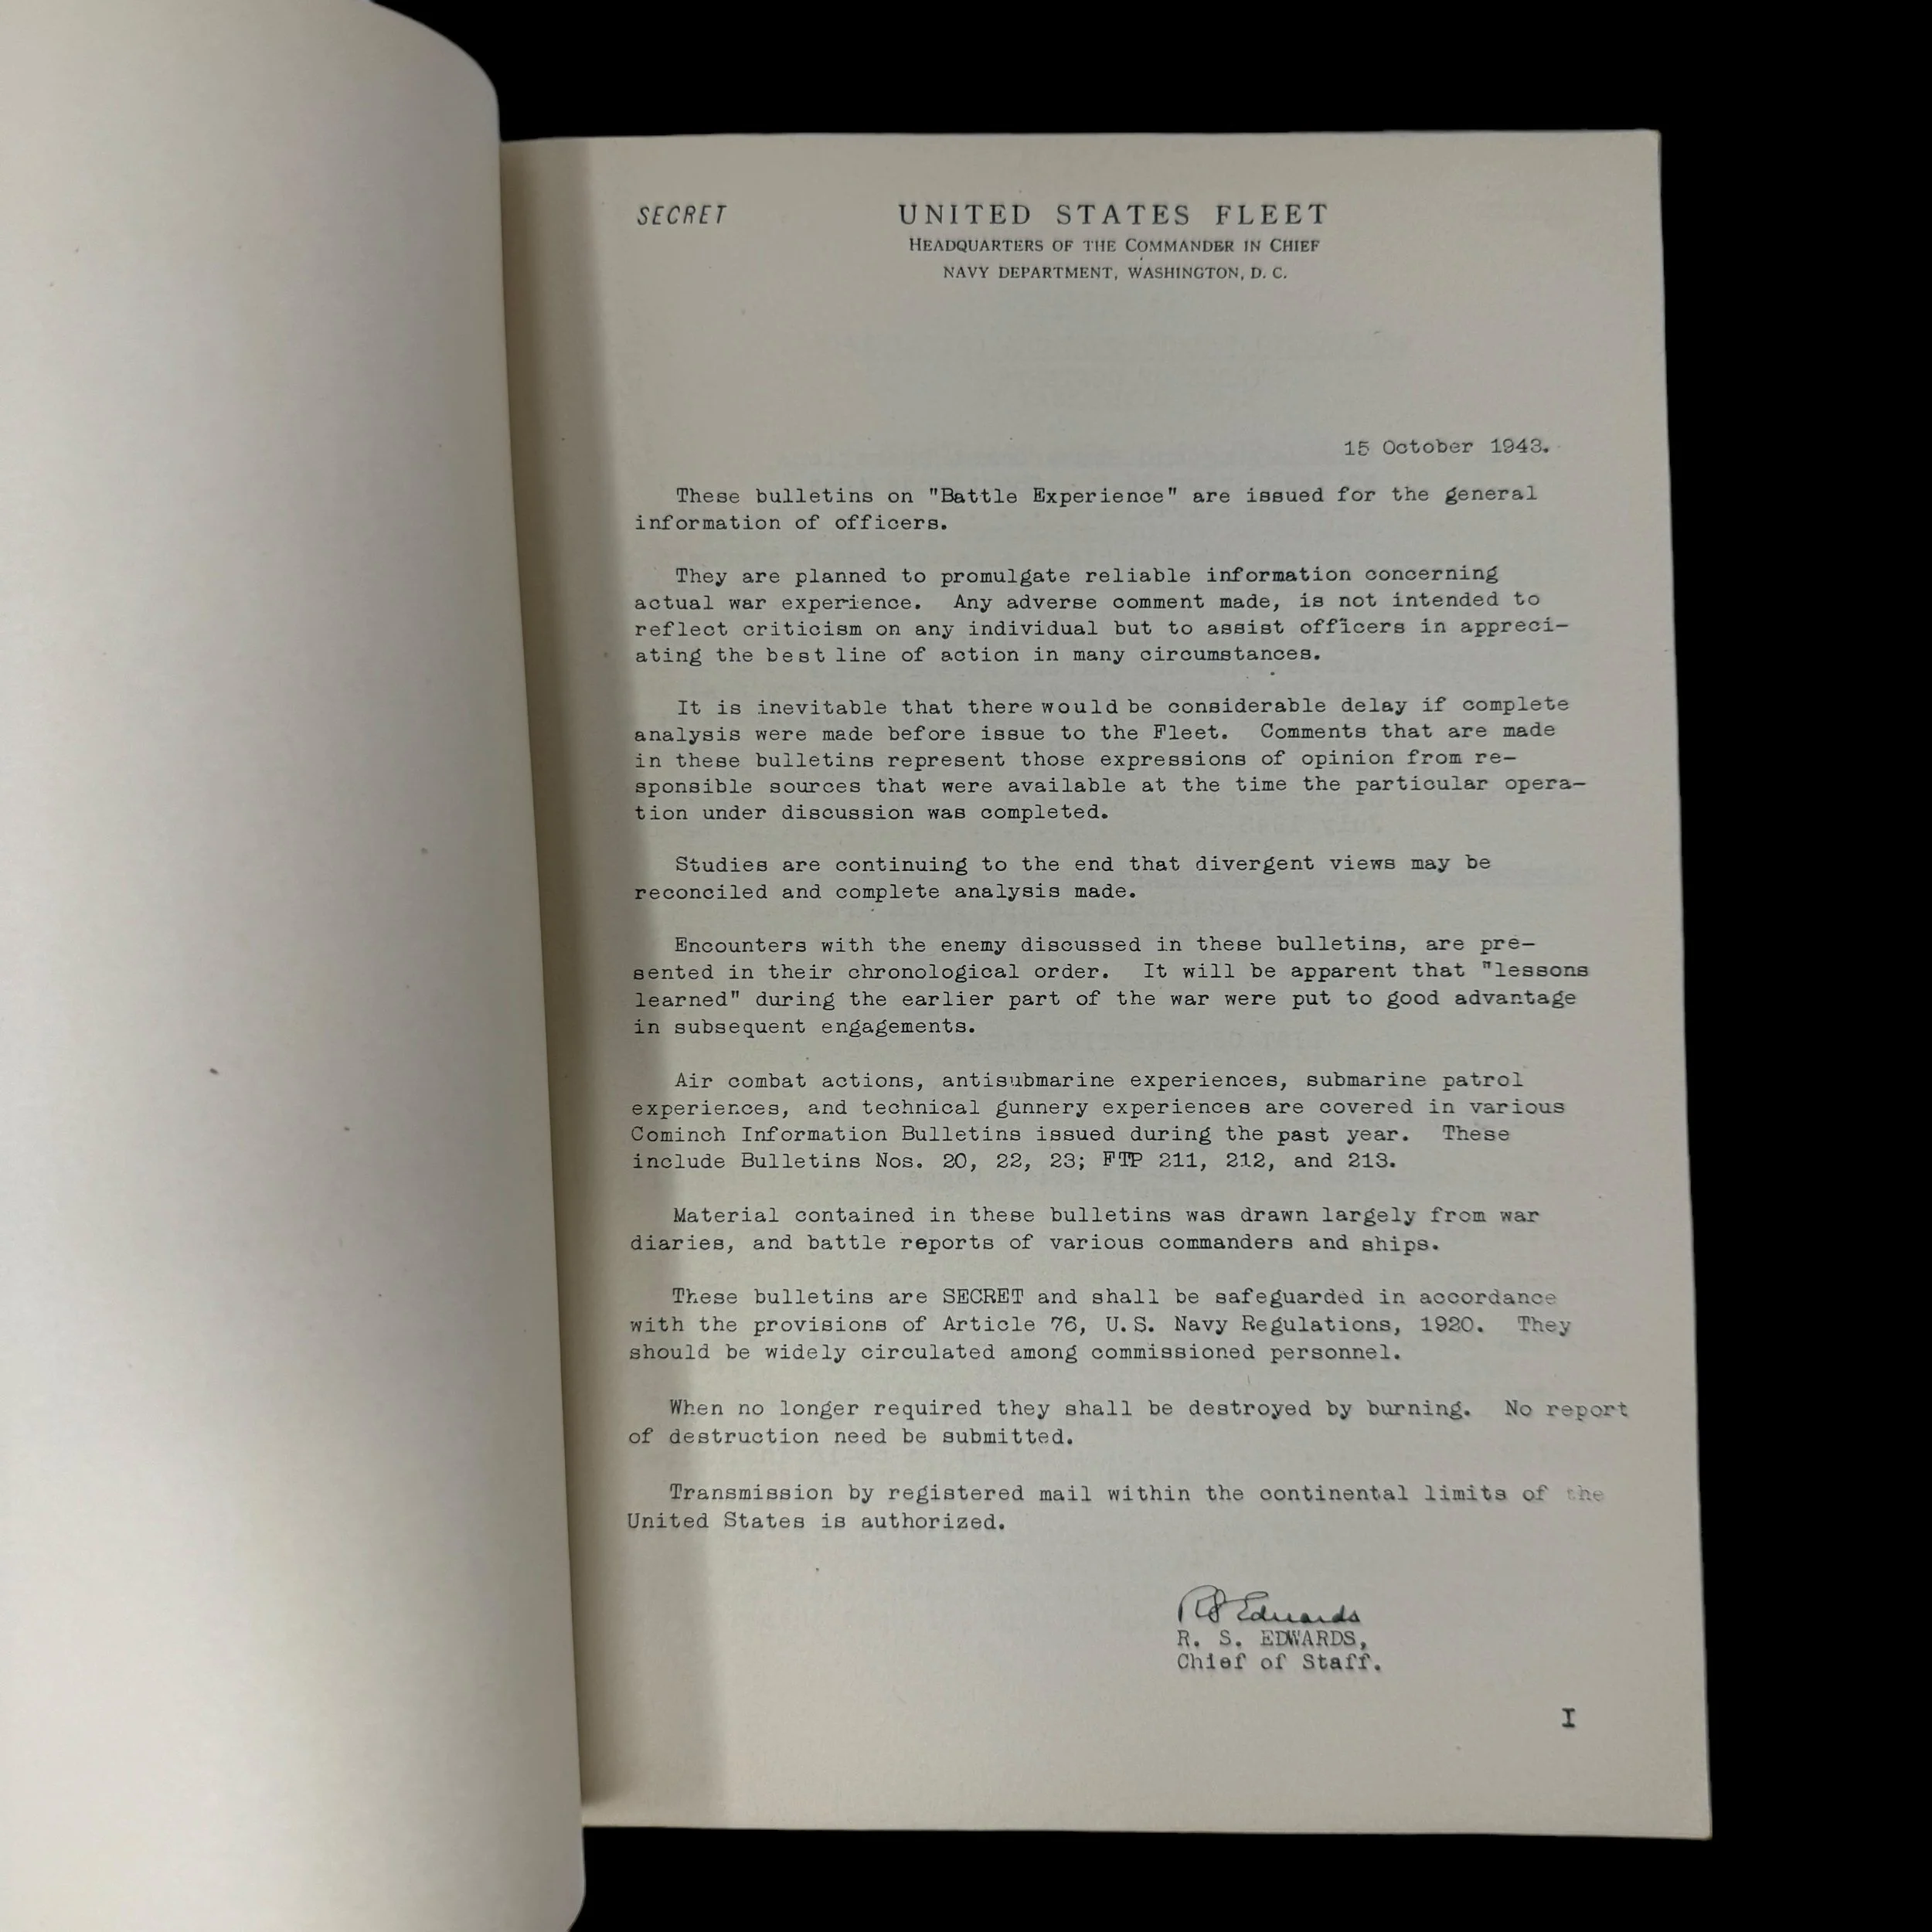 SECRET
UNITED STATES FLEET
HEADQUARTERS OF THE COMMANDER IN CHIEF
NAVY DEPARTMENT, WASHINGTON, D. C.
15 October 1943.
These bulletins on "Battle Experience" are issued for the general
information of officers.
They are planned to promulgate reliable information concerning
actual war experience. Any adverse comment made, is not intended to
reflect criticism on any individual but to assist officers in appreci-
ating the best line of action in many circumstances.
It is inevitable that there would be considerable delay if complete
analysis were made before issue to the Fleet. Comments that are made
in these bulletins represent those expressions of opinion from re-
sponsible sources that were available at the time the particular opera-
tion under discussion was completed.
Studies are continuing to the end that divergent views may be
reconciled and complete analysis made.
Encounters with the enemy discussed in these bulletins, are pre-
sented in their chronological order. It will be apparent that "lessons
learned" during the earlier part of the war were put to good advantage
in subsequent engagements.
Air combat actions, antisubmarine experiences, submarine patrol
experiences, and technical gunnery experiences are covered in various
Cominch Information Bulletins issued during the past year. These
include Bulletins Nos. 20, 22, 23; FTP 211, 212, and 213.
Material contained in these bulletins was drawn largely from war
diaries, and battle reports of various commanders and ships.
These bulletins are SECRET and shall be safeguarded in accordance
with the provisions of Article 76, U.S. Navy Regulations, 1920. They
should be widely circulated among commissioned personnel.
When no longer required they shall be destroyed by burning. No report
of destruction need be submitted.
Transmission by registered mail within the continental limits of the
United States is authorized.
RS Edwards
R. S. EDWARDS,
Chief of Staff.
I